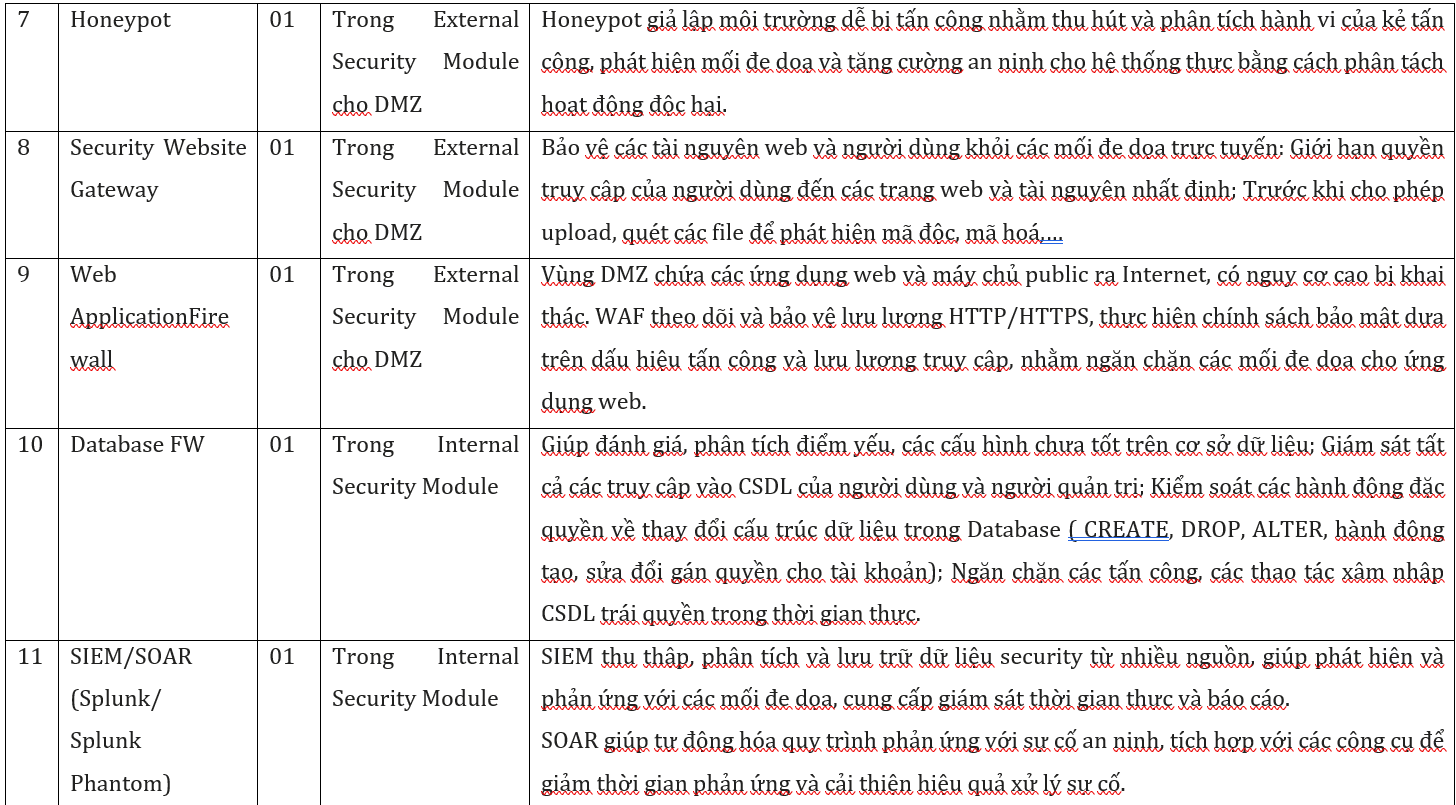 7 Honeypot 01 Trong External Honeypot giả lập môi trường dễ bị tấn công nhằm thu hút và phân tích hành vi của kẻ tấn
Security Module công, phát hiện mối đe doạ và tăng cường an ninh cho hệ thống thực bằng cách phân tách
cho DMZ hoạt động độc hại.
8 Security Website 01 Trong External Bảo vệ các tài nguyên web và người dùng khỏi các mối đe dọa trực tuyến: Giới hạn quyền
Gateway Security Module truy cập của người dùng đến các trang web và tài nguyên nhất định; Trước khi cho phép
cho DMZ upload, quét các file để phát hiện mã độc, mã hoá,...
9 Web 01 Trong External Vùng DMZ chứa các ứng dụng web và máy chủ public ra Internet, có nguy cơ cao bị khai
ApplicationFire Security Module thác. WAF theo dõi và bảo vệ lưu lượng HTTP/HTTPS, thực hiện chính sách bảo mật dựa
wall cho DMZ trên dấu hiệu tấn công và lưu lượng truy cập, nhằm ngăn chặn các mối đe dọa cho ứng
dụng web.
10 Database FW 01 Trong Internal Giúp đánh giá, phân tích điểm yếu, các cấu hình chưa tốt trên cơ sở dữ liệu; Giám sát tất
Security Module cả các truy cập vào CSDL của người dùng và người quản trị; Kiểm soát các hành động đặc
quyền về thay đổi cấu trúc dữ liệu trong Database ( CREATE, DROP, ALTER, hành động
tạo, sửa đổi gán quyền cho tài khoản); Ngăn chặn các tấn công, các thao tác xâm nhập
CSDL trái quyền trong thời gian thực.
11 SIEM/SOAR 01 Trong Internal SIEM thu thập, phân tích và lưu trữ dữ liệu security từ nhiều nguồn, giúp phát hiện và
(Splunk/ Security Module phản ứng với các mối đe dọa, cung cấp giám sát thời gian thực và báo cáo.
Splunk SOAR giúp tự động hóa quy trình phản ứng với sự cố an ninh, tích hợp với các công cụ để
Phantom) giảm thời gian phản ứng và cải thiện hiệu quả xử lý sự cố.